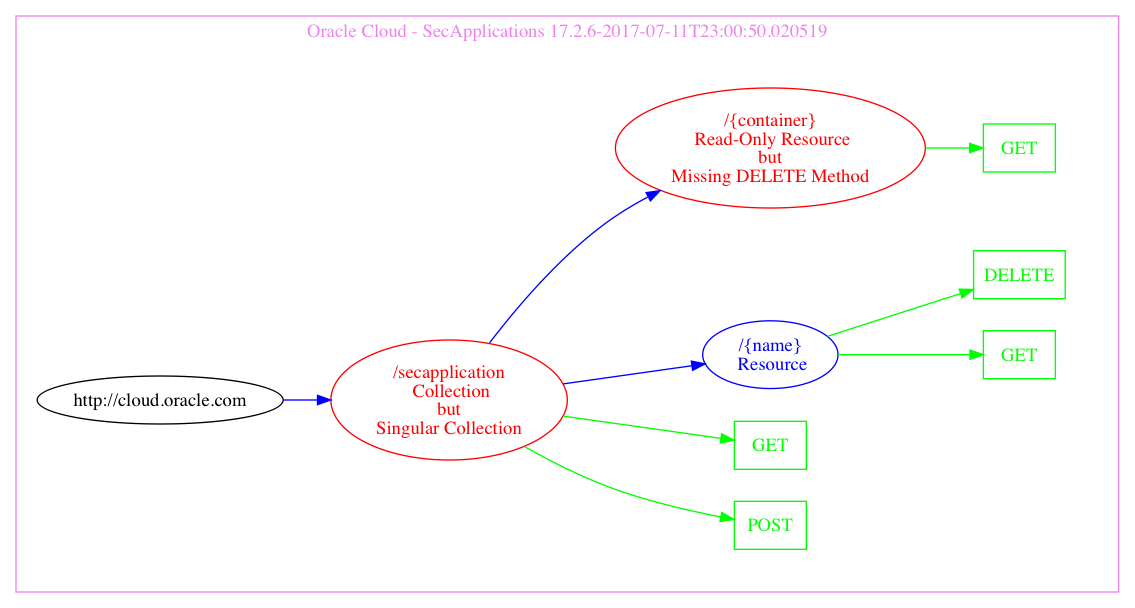 Oracle Cloud - SecApplications 17.2.6-2017-07-11T23:00:50.020519
/{container}
Read-Only Resource
but
Missing DELETE Method
GET
DELETE
/{name}
Resource
GET
http://cloud.oracle.com
/secapplication
Collection
but
Singular Collection
GET
POST